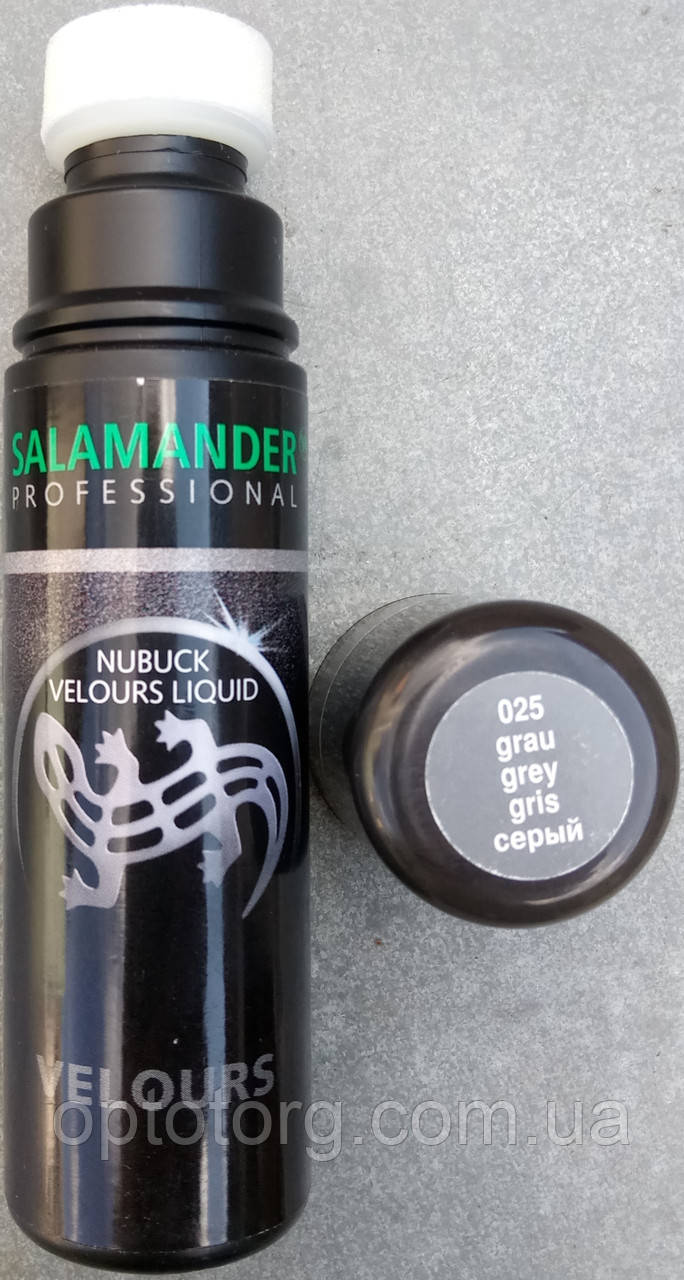 SALAMANDER
PROFESSIONAL
NUBUCK
VELOURS LIQUID
VELOURS
025
grau
grey
gris
серый
optotorg.com.ua